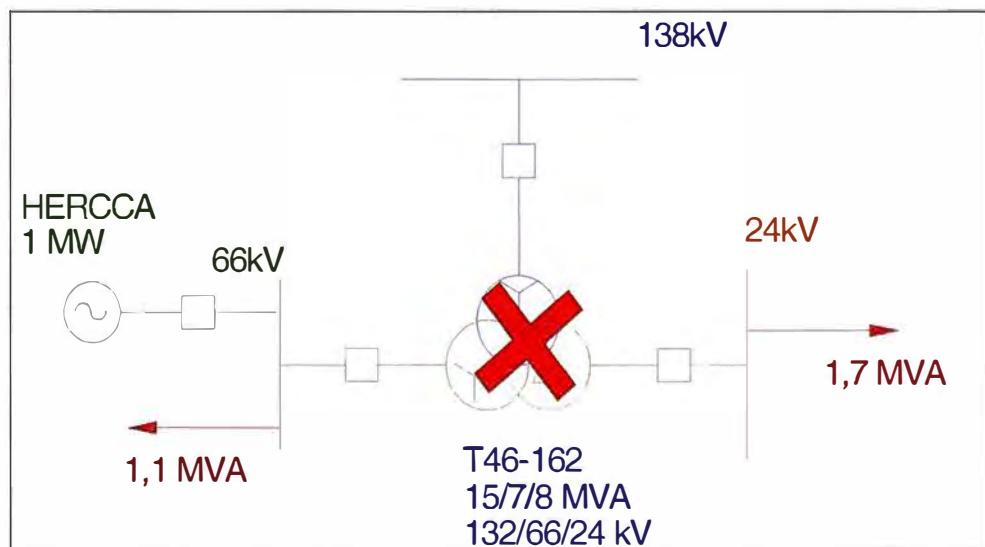 138kV
HERCCA
1 MW
66kV
24kV
1,7 MVA
1,1 MVA
T46-162
15/7/8 MVA
132/66/24 kV